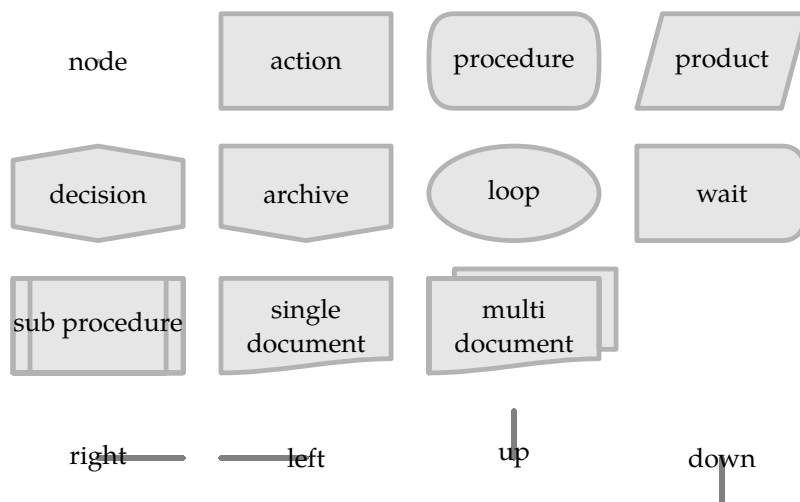 node
action
procedure
product
decision
archive
loop
wait
sub procedure
single
document
multi
document
right
left
up
down